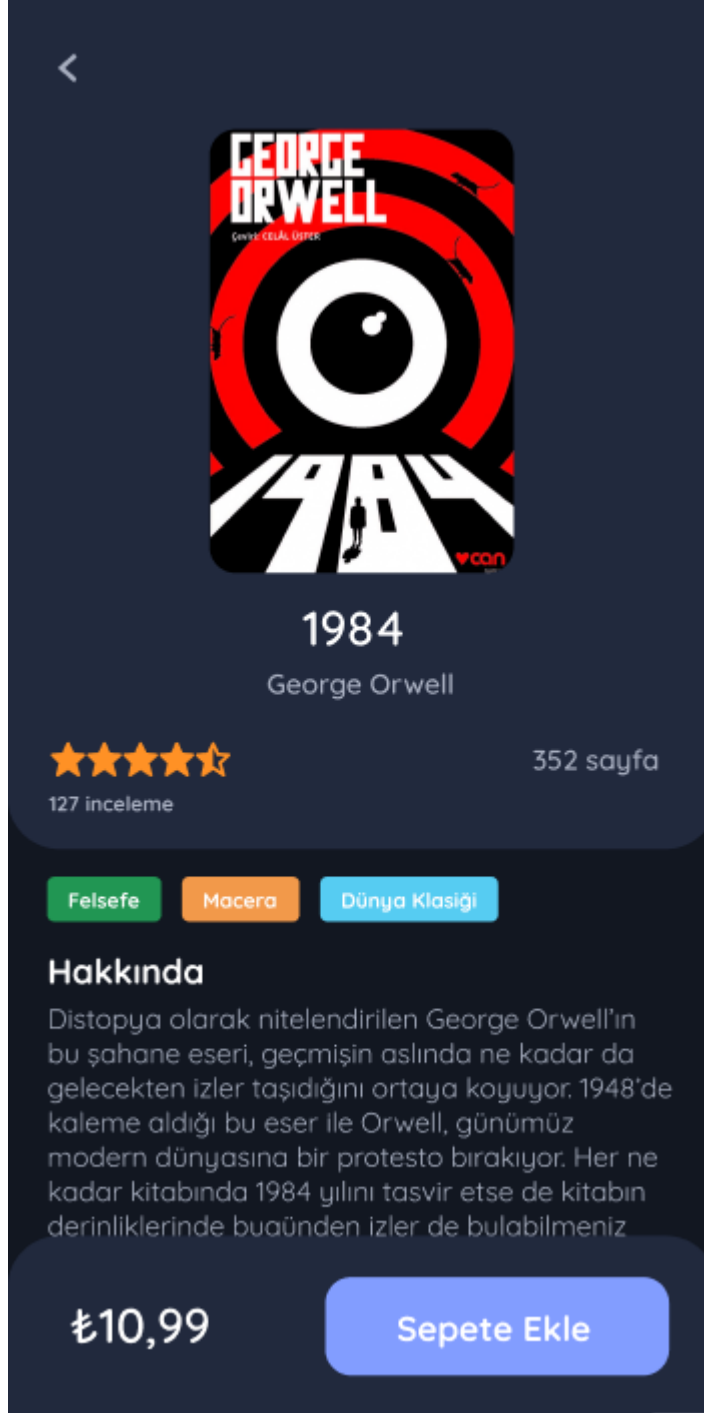 GEORGE
ORWELL
Çeviri: CELÂL ÜSTER
1984
can
1984
George Orwell
352 sayfa
127 inceleme
Felsefe Macera Dünya Klasiği
Hakkında
Distopya olarak nitelendirilen George Orwell'ın
bu şahane eseri, geçmişin aslında ne kadar da
gelecekten izler taşıdığını ortaya koyuyor. 1948'de
kaleme aldığı bu eser ile Orwell, günümüz
modern dünyasına bir protesto bırakıyor. Her ne
kadar kitabında 1984 yılını tasvir etse de kitabın
derinliklerinde bugünden izler de bulabilmeniz
₺10,99
Sepete Ekle